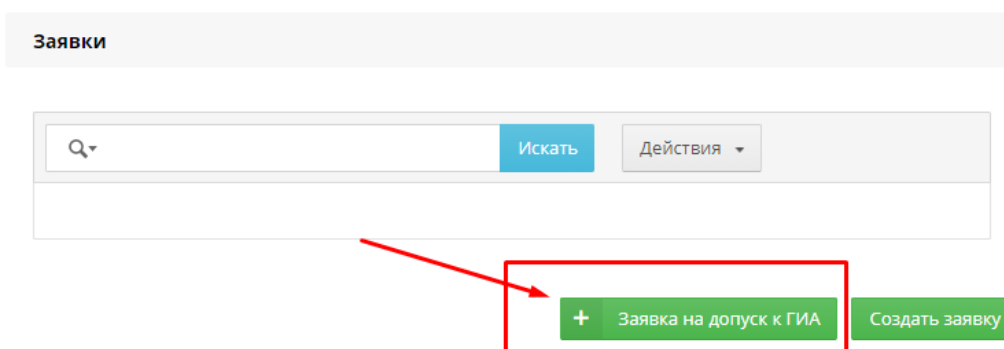 Заявки
Искать
Действия
+ Заявка на допуск к ГИА
Создать заявку